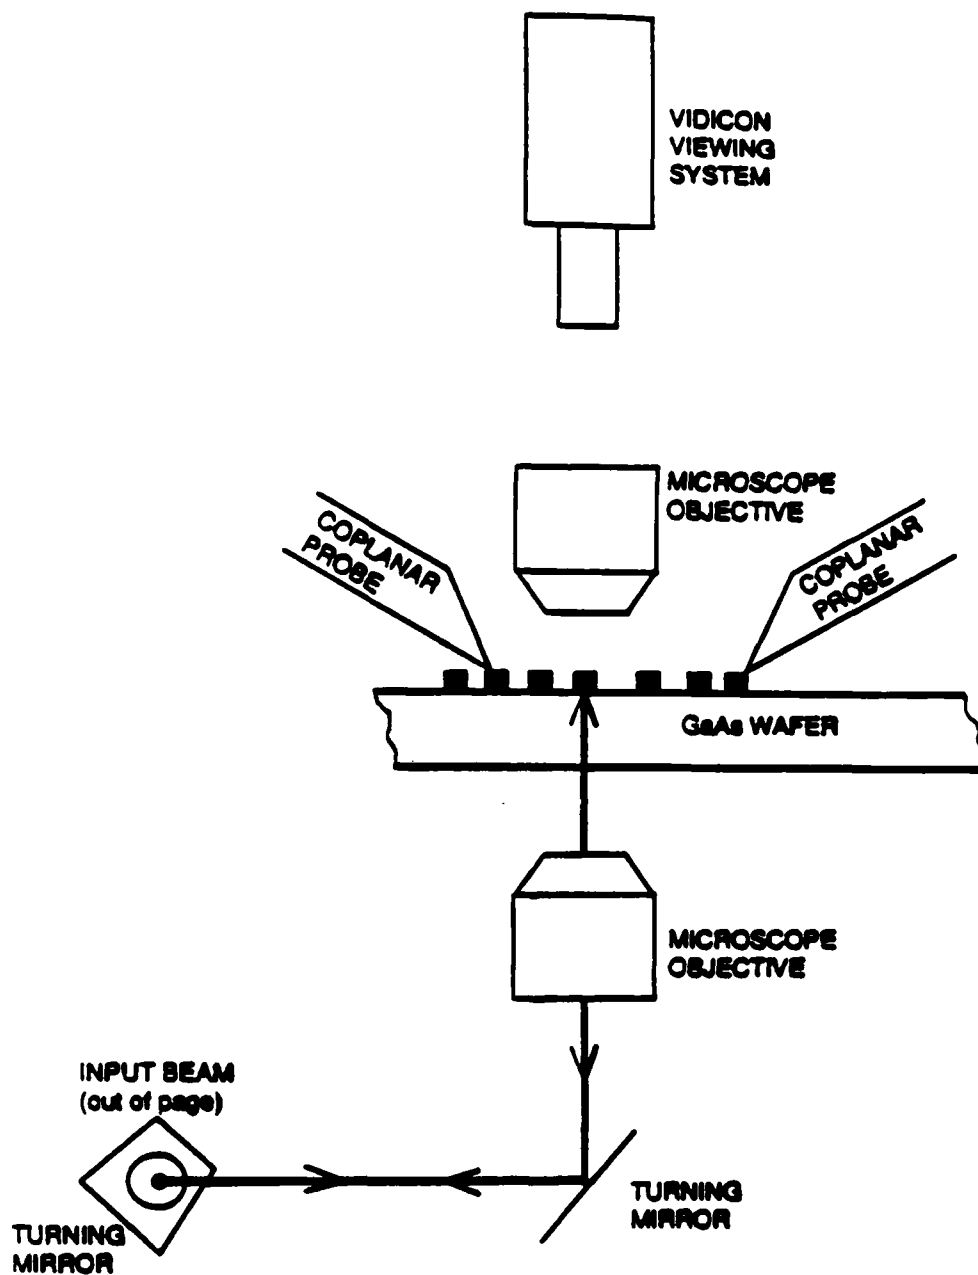 VIDICON
VIEWING
SYSTEM
MICROSCOPE
OBJECTIVE
COPLANAR
PROBE
COPLANAR
PROBE
GaAs WAFER
MICROSCOPE
OBJECTIVE
INPUT BEAM
(out of page)
TURNING
MIRROR
TURNING
MIRROR